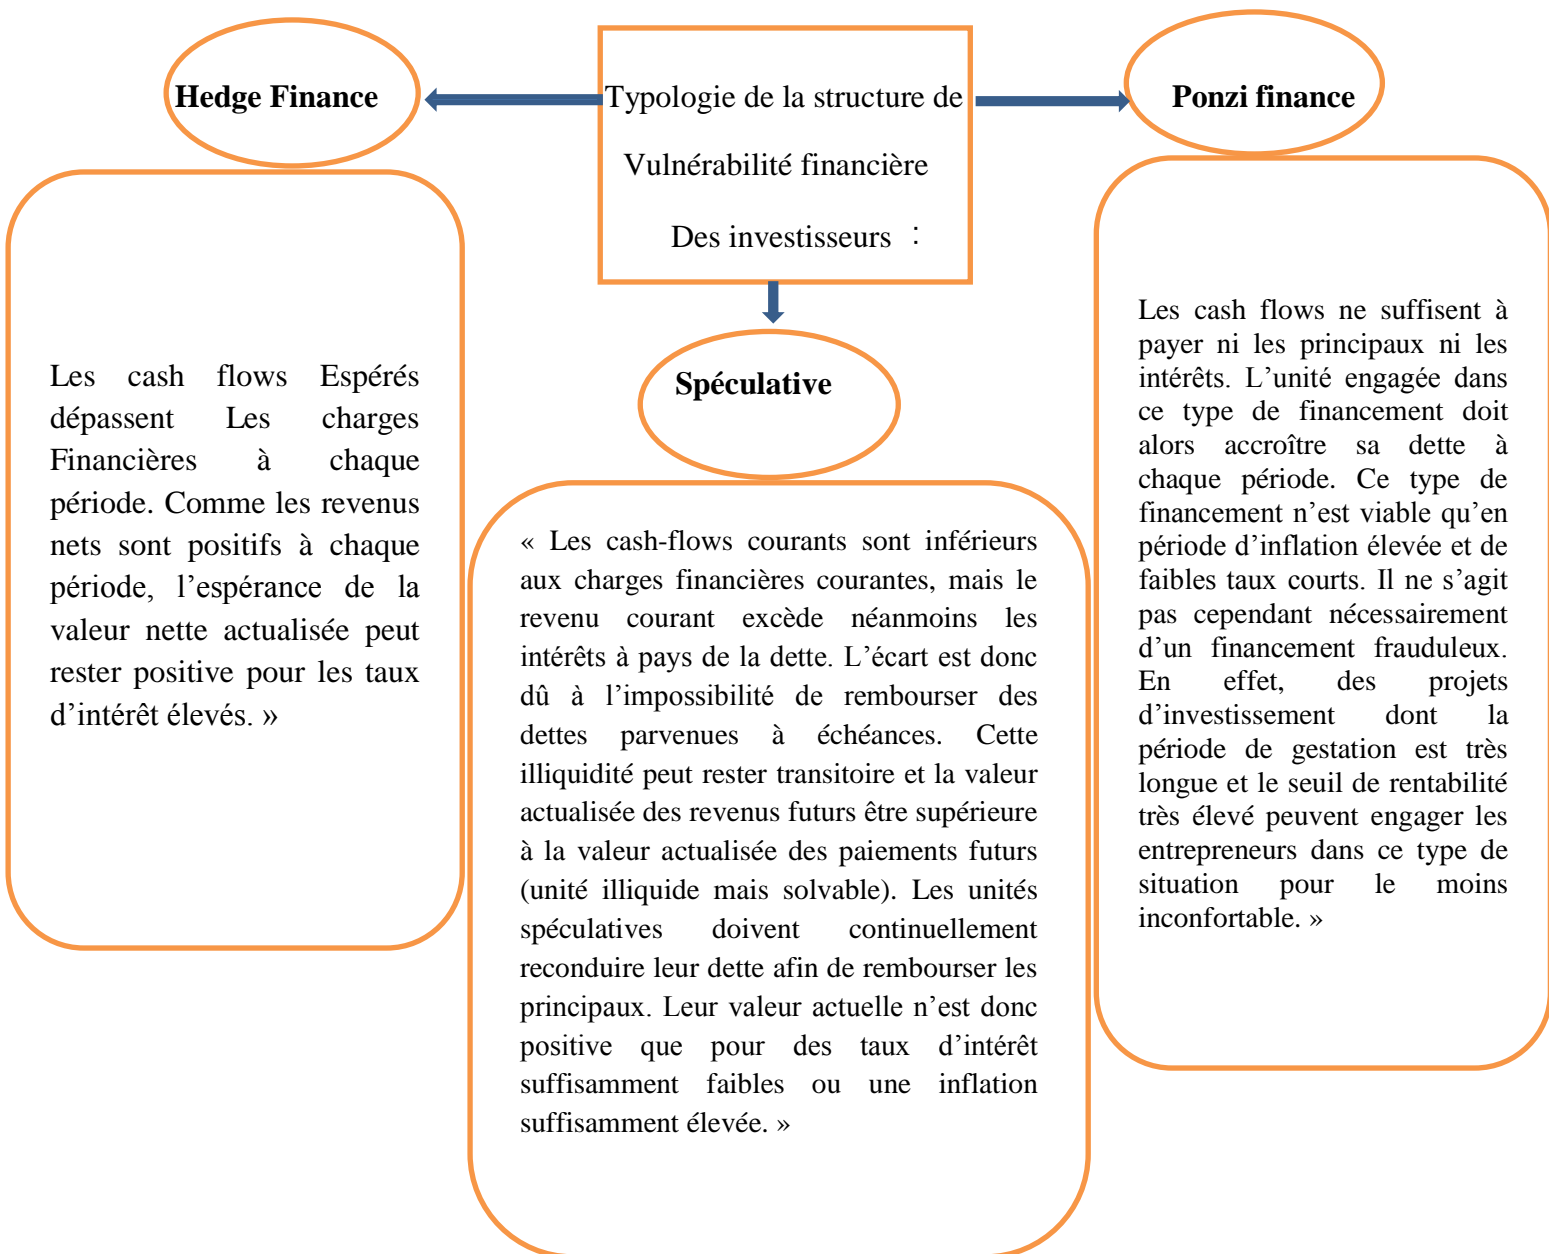 Hedge Finance
Typologie de la structure de
Vulnérabilité financière
Des investisseurs :
Ponzi finance
Les cash flows Espérés
dépassent Les charges
Financières à chaque
période. Comme les revenus
nets sont positifs à chaque
période, l’espérance de la
valeur nette actualisée peut
rester positive pour les taux
d’intérêt élevés. »
Spéculative
« Les cash-flows courants sont inférieurs
aux charges financières courantes, mais le
revenu courant excède néanmoins les
intérêts à pays de la dette. L’écart est donc
dû à l’impossibilité de rembourser des
dettes parvenues à échéances. Cette
illiquidité peut rester transitoire et la valeur
actualisée des revenus futurs être supérieure
à la valeur actualisée des paiements futurs
(unité illiquide mais solvable). Les unités
spéculatives doivent continuellement
reconduire leur dette afin de rembourser les
principaux. Leur valeur actuelle n’est donc
positive que pour des taux d’intérêt
suffisamment faibles ou une inflation
suffisamment élevée. »
Les cash flows ne suffisent à
payer ni les principaux ni les
intérêts. L’unité engagée dans
ce type de financement doit
alors accroître sa dette à
chaque période. Ce type de
financement n’est viable qu’en
période d’inflation élevée et de
faibles taux courts. Il ne s’agit
pas cependant nécessairement
d’un financement frauduleux.
En effet, des projets
d’investissement dont la
période de gestation est très
longue et le seuil de rentabilité
très élevé peuvent engager les
entrepreneurs dans ce type de
situation pour le moins
inconfortable. »